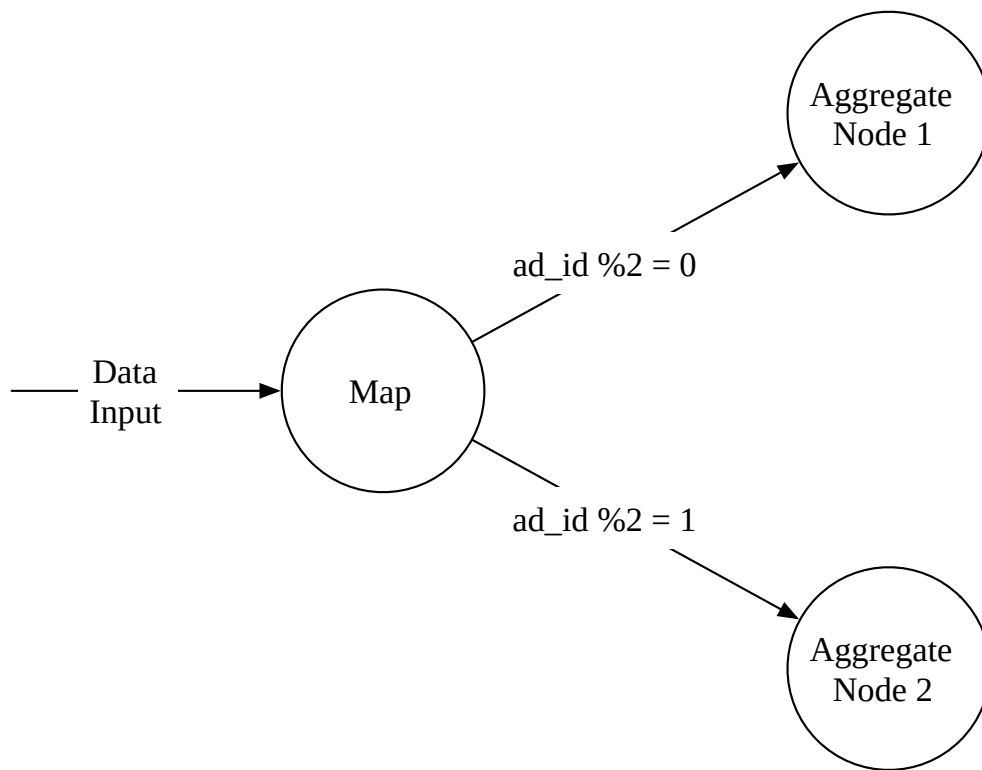 Aggregate
Node 1
ad_id %2 = 0
Data
Input
Map
ad_id %2 = 1
Aggregate
Node 2